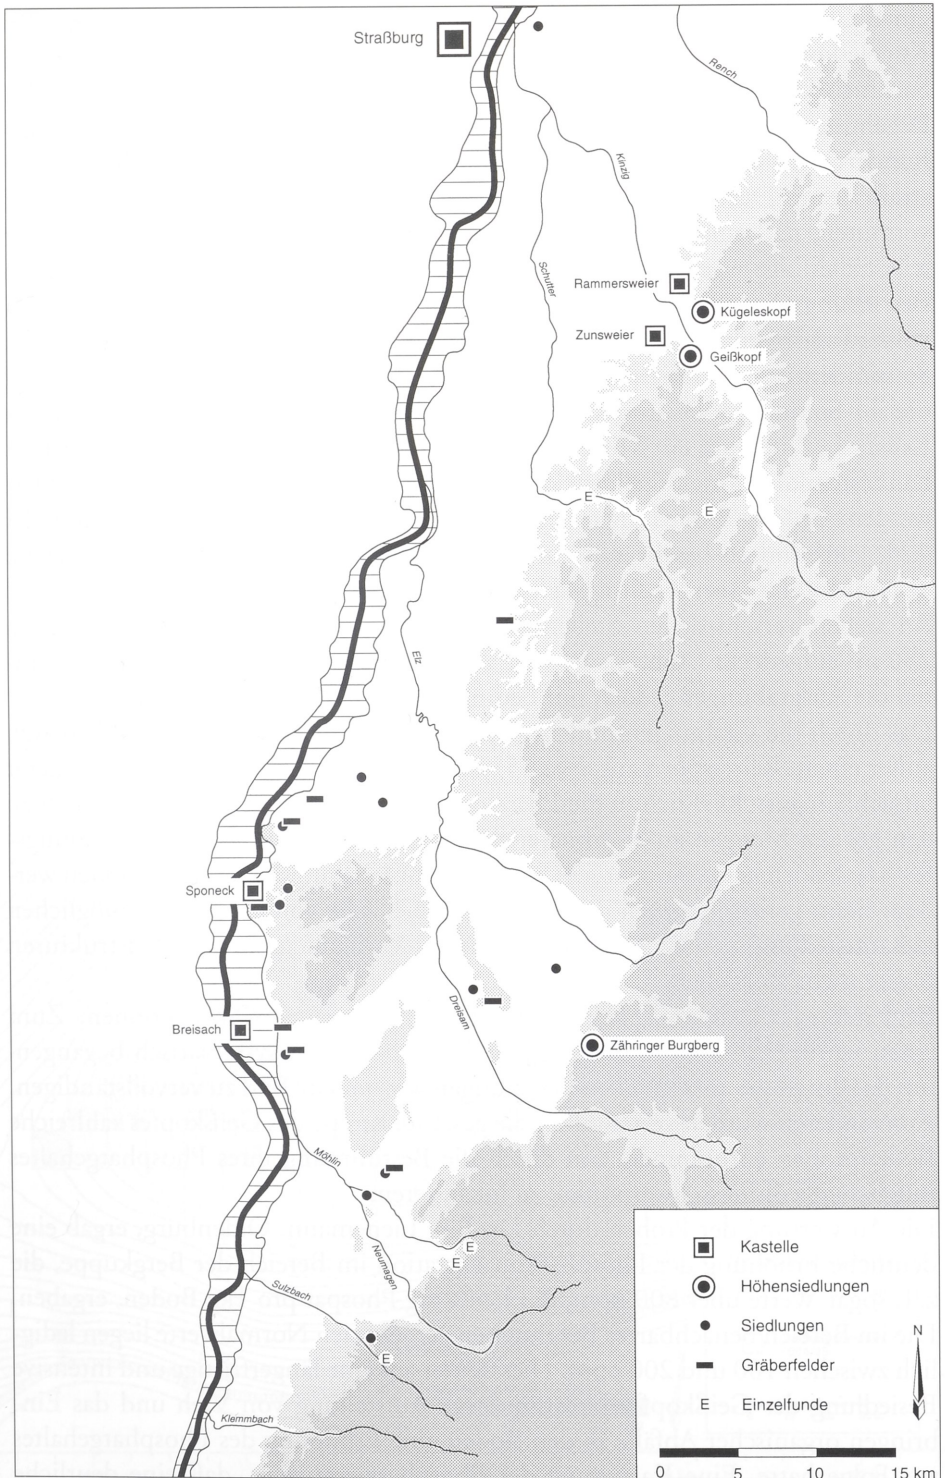 Straßburg
Rench
Kinzig
Schutter
Rammersweier
Kügeleskopf
Zunsweier
Geißkopf
E
E
Elz
Sponeck
Dreisam
Breisach
Zähringer Burgberg
Möhlin
Neumagen
E
E
Sulzbach
E
Klemmbach
Kastelle
Höhensiedlungen
Siedlungen
Gräberfelder
E Einzelfunde
N
0 5 10 15 km